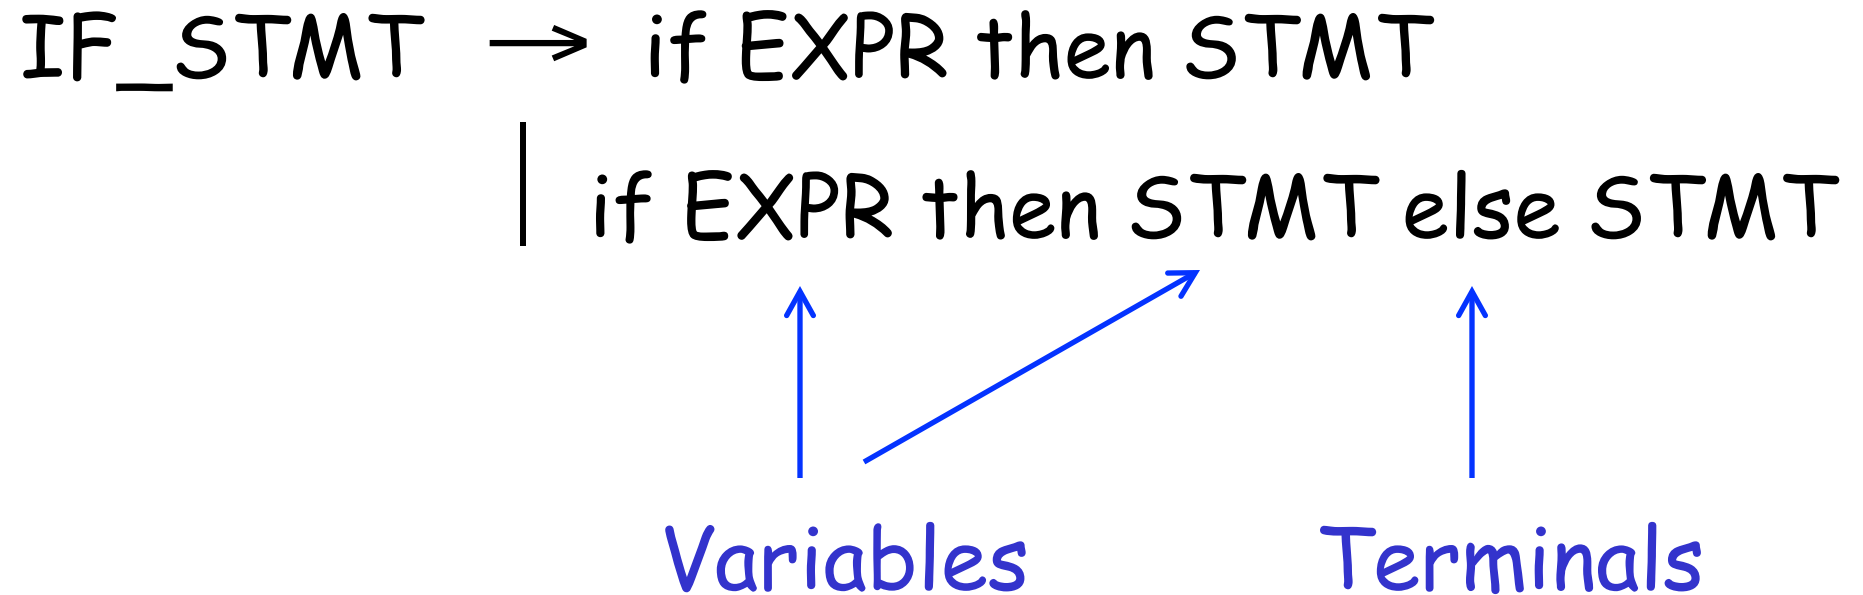 IF_STMT → if EXPR then STMT
| if EXPR then STMT else STMT
Variables Terminals